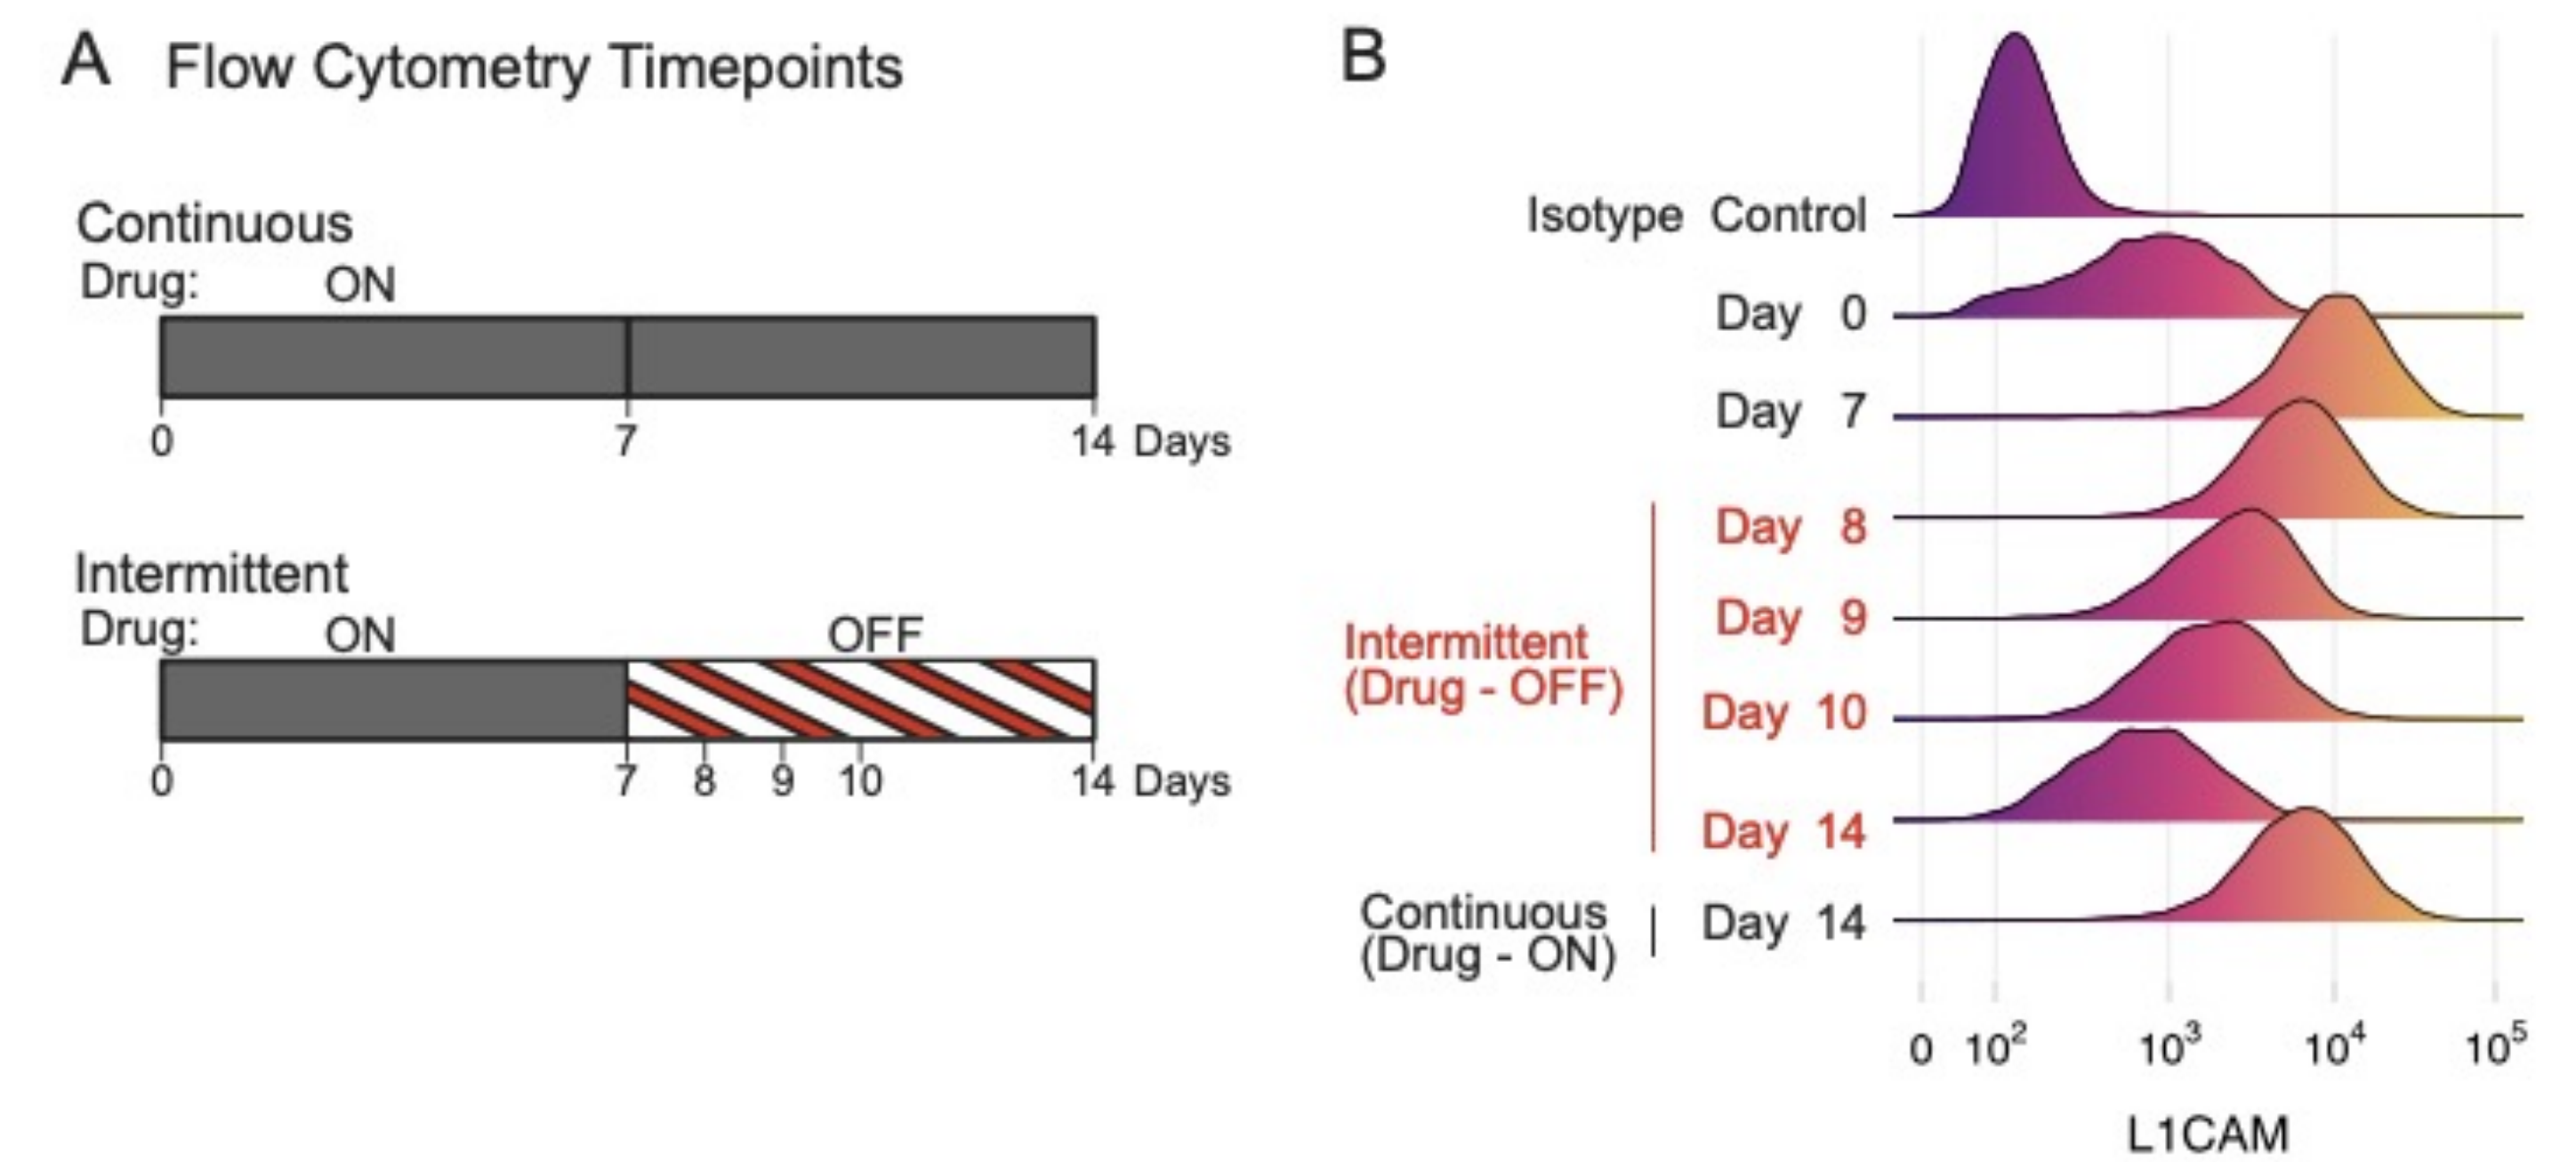 A Flow Cytometry Timepoints
Continuous
Drug: ON
0 7 14 Days
Intermittent
Drug: ON OFF
0 7 8 9 10 14 Days
B
Isotype Control
Day 0
Day 7
Intermittent
(Drug - OFF)
Day 8
Day 9
Day 10
Day 14
Continuous
(Drug - ON)
Day 14
0 10² 10³ 10⁴ 10⁵
L1CAM